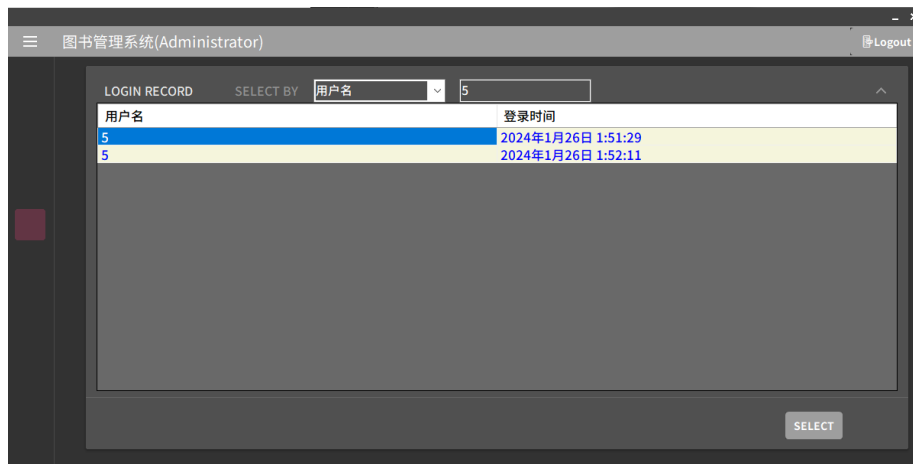 图书管理系统(Administrator)
Logout
LOGIN RECORD SELECT BY 用户名 5
用户名 登录时间
5 2024年1月26日 1:51:29
5 2024年1月26日 1:52:11
SELECT